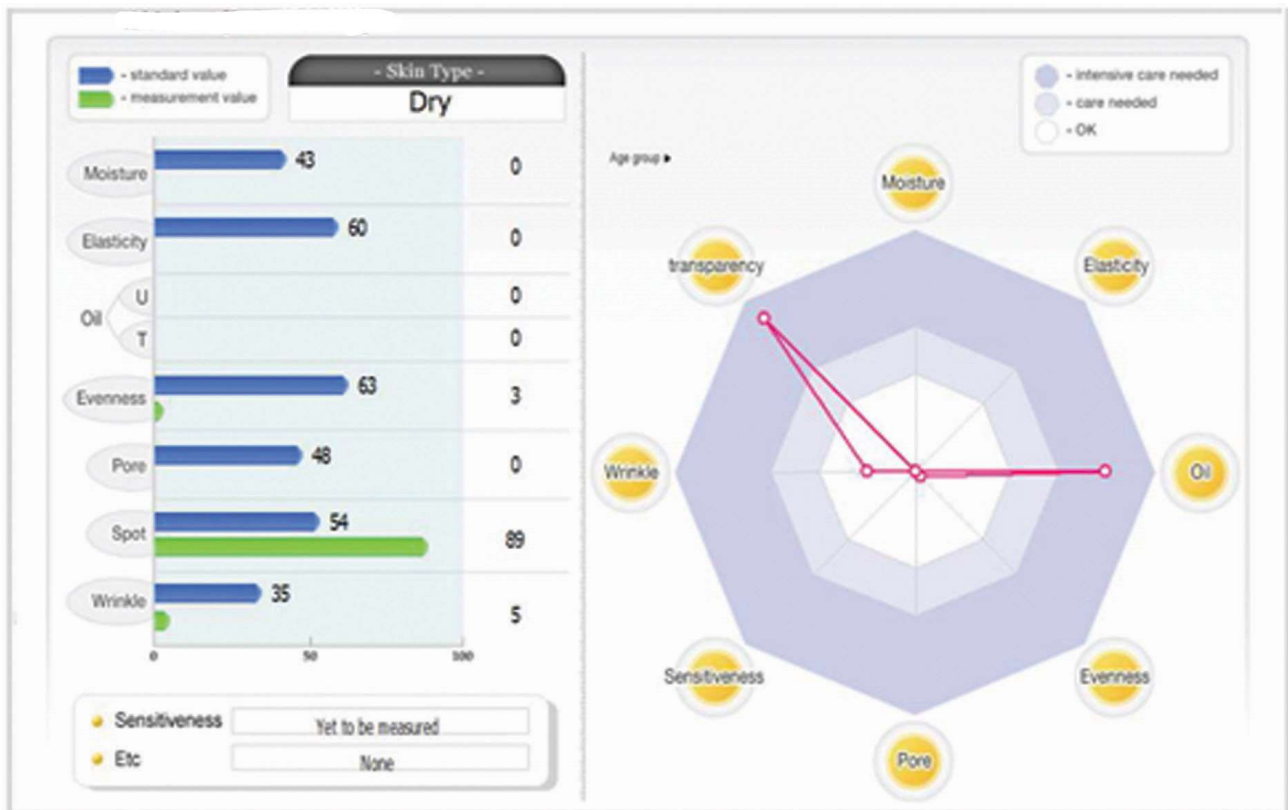 - standard value
- measurement value
- Skin Type -
Dry
Moisture 43 0
Elasticity 60 0
Oil
U 0
T 0
Evenness 63 3
Pore 48 0
Spot 54 89
Wrinkle 35 5
0 50 100
Sensitiveness Yet to be measured
Etc None
- intensive care needed
- care needed
- OK
Age group
Moisture
transparency
Elasticity
Wrinkle
Oil
Sensitiveness
Evenness
Pore